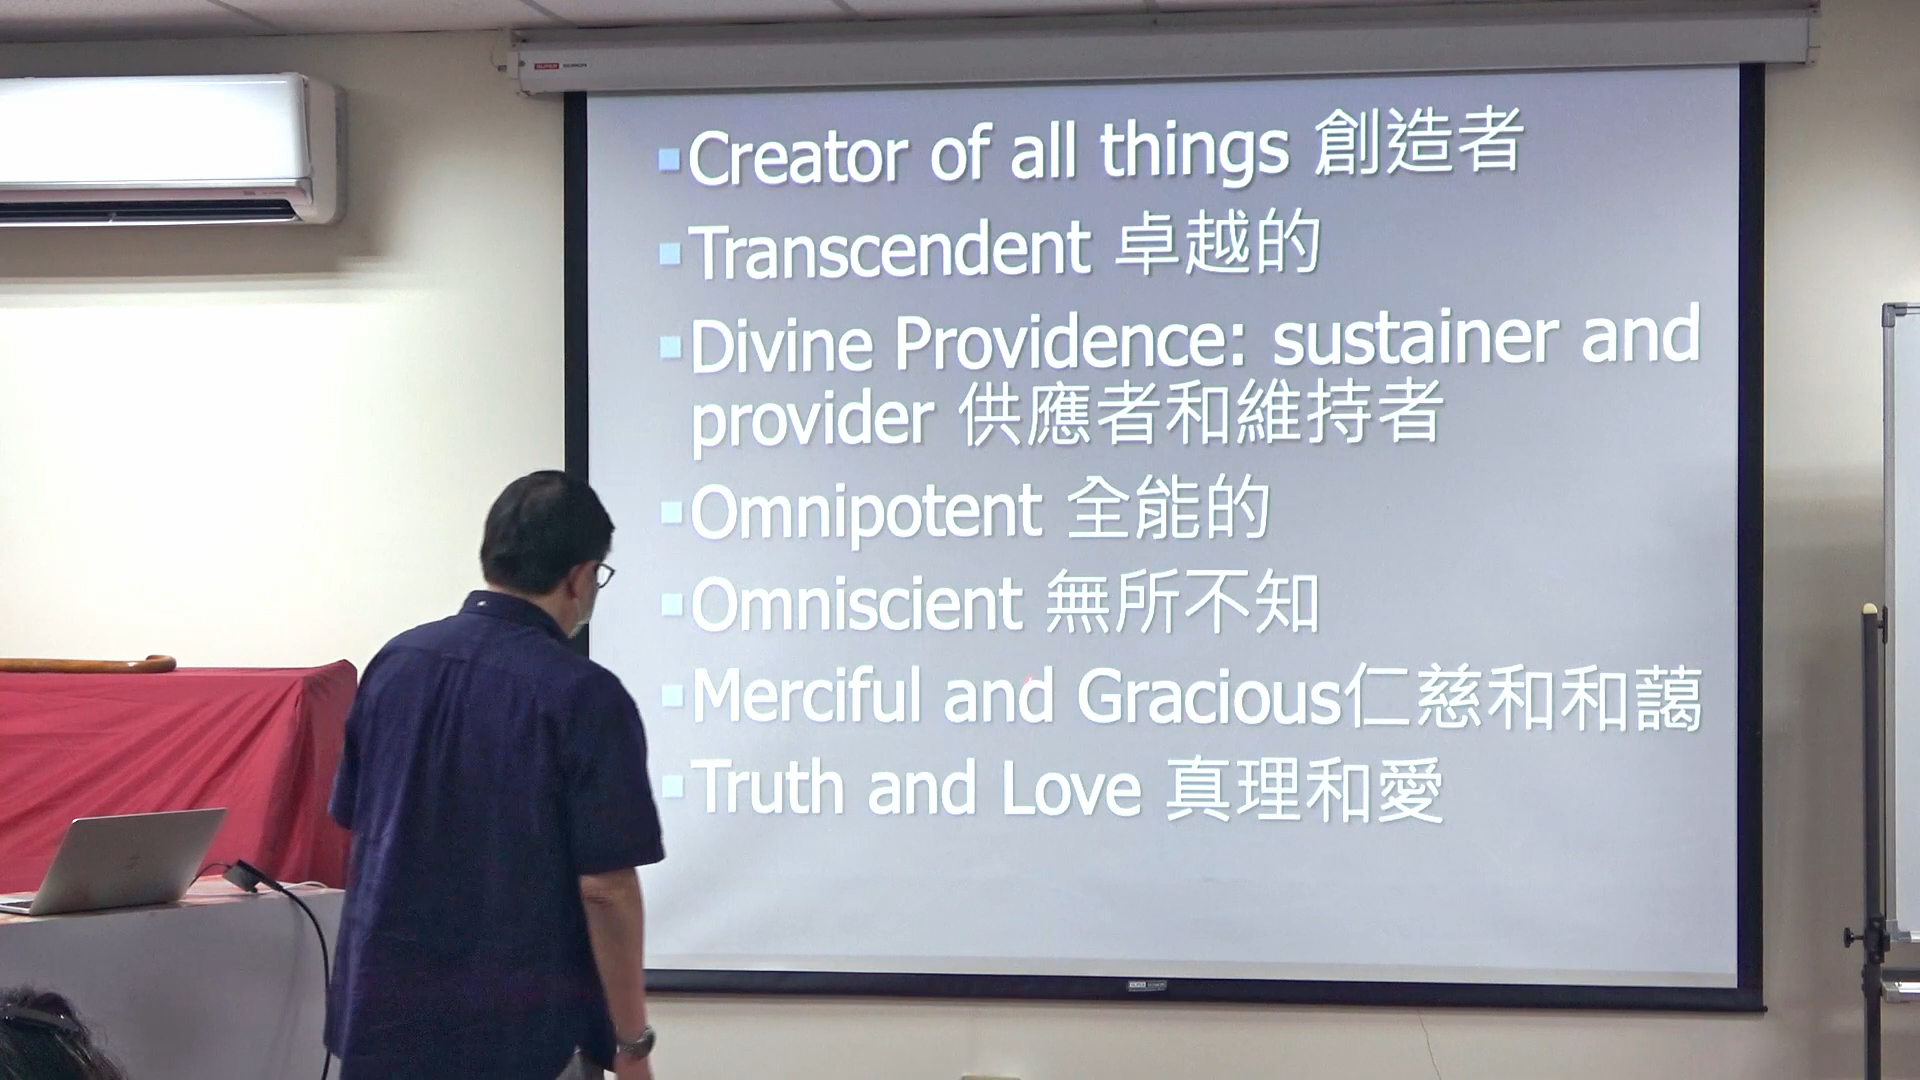 Creator of all things 創造者
Transcendent 卓越的
Divine Providence: sustainer and
provider 供應者和維持者
Omnipotent 全能的
Omniscient 無所不知
Merciful and Gracious仁慈和和藹
Truth and Love 真理和愛